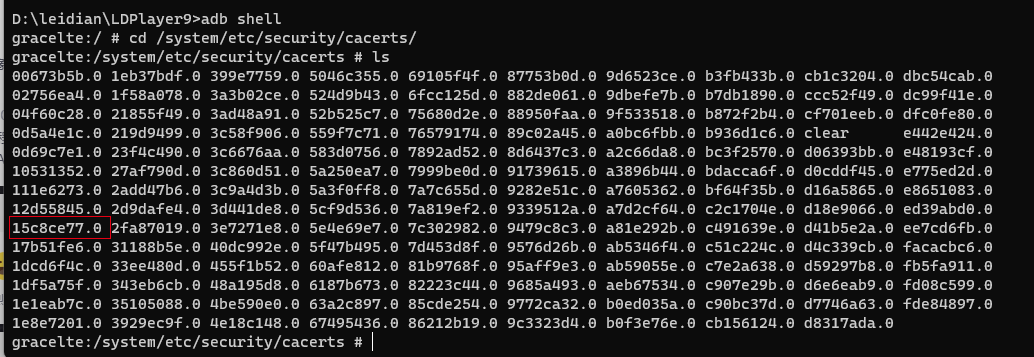 D:\leidian\LDPlayer9>adb shell
gracelte:/ # cd /system/etc/security/cacerts/
gracelte:/system/etc/security/cacerts # ls
00673b5b.0 1eb37bdf.0 399e7759.0 5046c355.0 69105f4f.0 87753b0d.0 9d6523ce.0 b3fb433b.0 cb1c3204.0 dbc54cab.0
02756ea4.0 1f58a078.0 3a3b02ce.0 524d9b43.0 6fcc125d.0 882de061.0 9dbefe7b.0 b7db1890.0 ccc52f49.0 dc99f41e.0
04f60c28.0 21855f49.0 3ad48a91.0 52b525c7.0 75680d2e.0 88950faa.0 9f533518.0 b872f2b4.0 cf701eeb.0 dfc0fe80.0
0d5a4e1c.0 219d9499.0 3c58f906.0 559f7c71.0 76579174.0 89c02a45.0 a0bc6fbb.0 b936d1c6.0 clear e442e424.0
0d69c7e1.0 23f4c490.0 3c6676aa.0 583d0756.0 7892ad52.0 8d6437c3.0 a2c66da8.0 bc3f2570.0 d06393bb.0 e48193cf.0
10531352.0 27af790d.0 3c860d51.0 5a250ea7.0 7999be0d.0 91739615.0 a3896b44.0 bdacca6f.0 d0cddf45.0 e775ed2d.0
111e6273.0 2add47b6.0 3c9a4d3b.0 5a3f0ff8.0 7a7c655d.0 9282e51c.0 a7605362.0 bf64f35b.0 d16a5865.0 e8651083.0
12d55845.0 2d9dafe4.0 3d441de8.0 5cf9d536.0 7a819ef2.0 9339512a.0 a7d2cf64.0 c2c1704e.0 d18e9066.0 ed39abd0.0
15c8ce77.0 2fa87019.0 3e7271e8.0 5e4e69e7.0 7c302982.0 9479c8c3.0 a81e292b.0 c491639e.0 d41b5e2a.0 ee7cd6fb.0
17b51fe6.0 31188b5e.0 40dc992e.0 5f47b495.0 7d453d8f.0 9576d26b.0 ab5346f4.0 c51c224c.0 d4c339cb.0 facacbc6.0
1dcd6f4c.0 33ee480d.0 455f1b52.0 60afe812.0 81b9768f.0 95aff9e3.0 ab59055e.0 c7e2a638.0 d59297b8.0 fb5fa911.0
1df5a75f.0 343eb6cb.0 48a195d8.0 6187b673.0 82223c44.0 9685a493.0 aeb67534.0 c907e29b.0 d6e6eab9.0 fd08c599.0
1e1eab7c.0 35105088.0 4be590e0.0 63a2c897.0 85cde254.0 9772ca32.0 b0ed035a.0 c90bc37d.0 d7746a63.0 fde84897.0
1e8e7201.0 3929ec9f.0 4e18c148.0 67495436.0 86212b19.0 9c3323d4.0 b0f3e76e.0 cb156124.0 d8317ada.0
gracelte:/system/etc/security/cacerts #